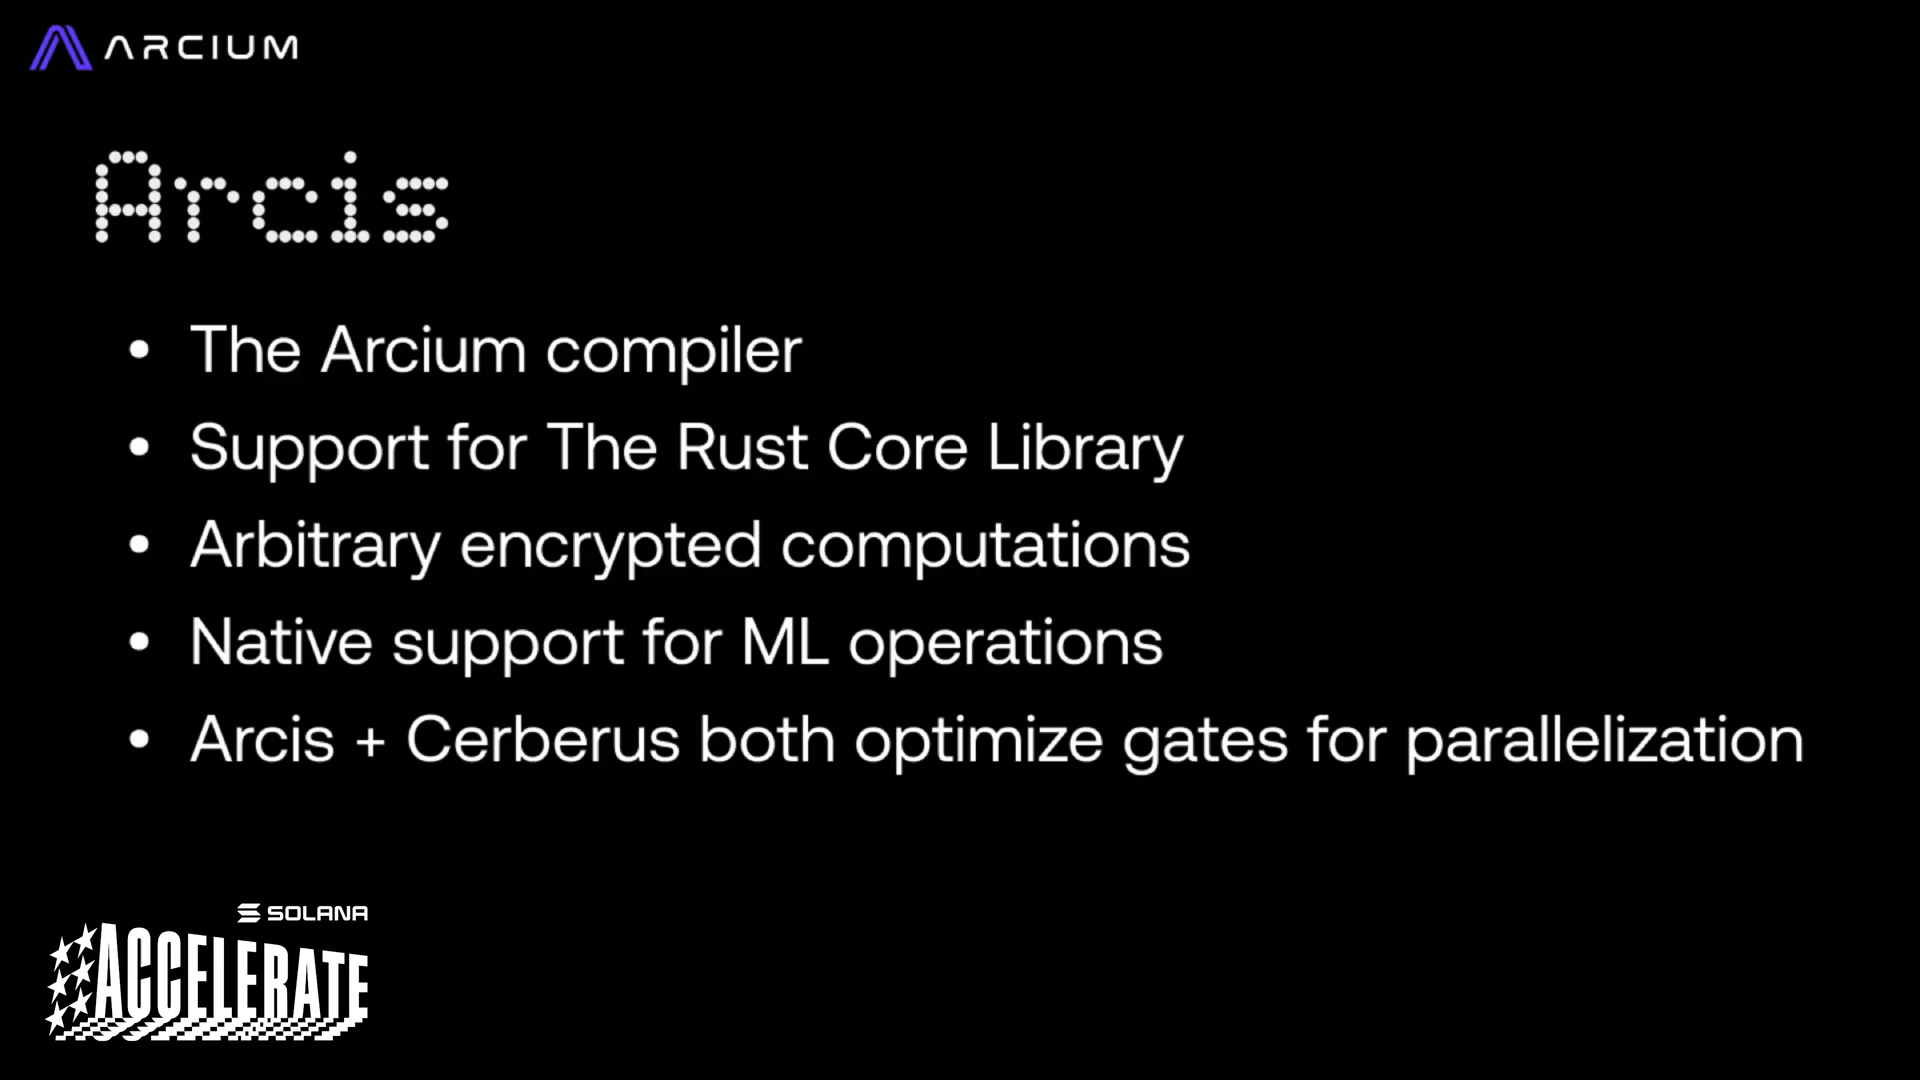 ARCIUM
Arcis
• The Arcium compiler
• Support for The Rust Core Library
• Arbitrary encrypted computations
• Native support for ML operations
• Arcis + Cerberus both optimize gates for parallelization
SOLANA
ACCELERATE